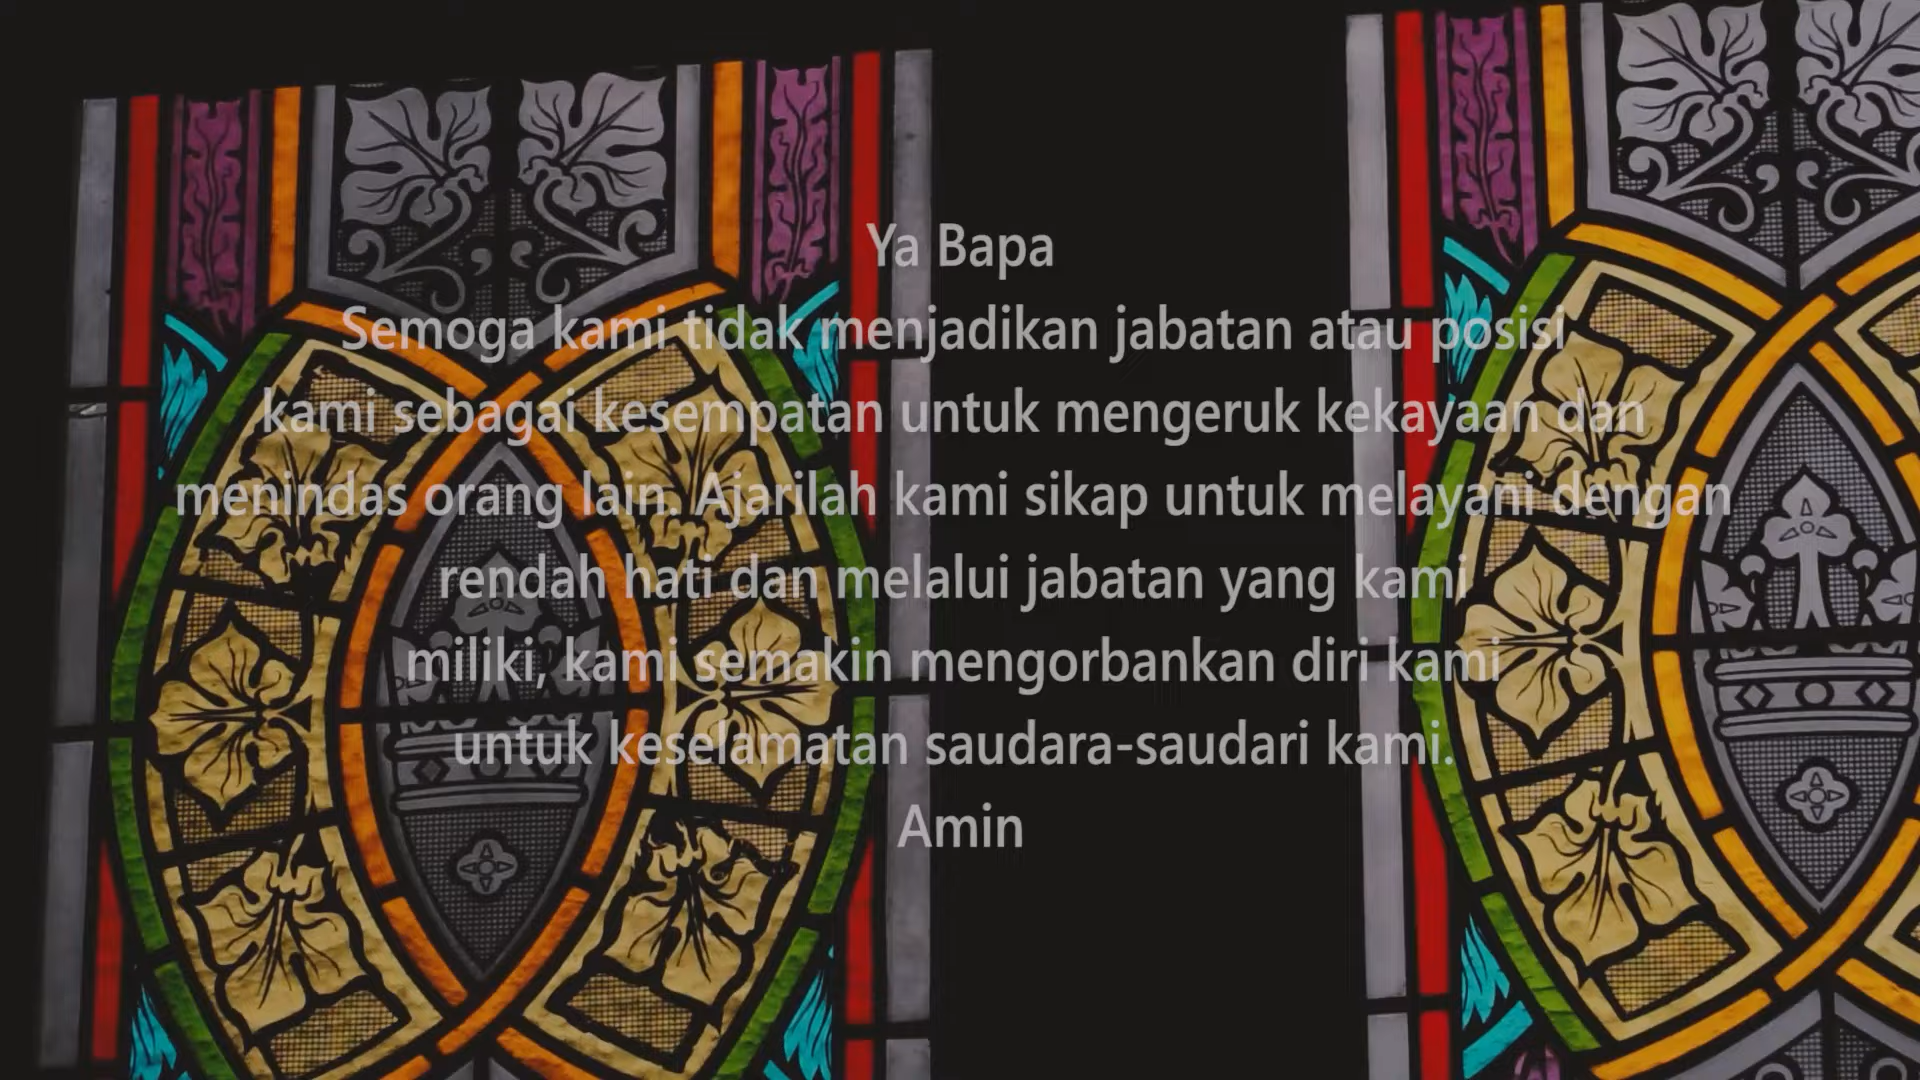 Ya Bapa
Semoga kami tidak menjadikan jabatan atau posisi
kami sebagai kesempatan untuk mengeruk kekayaan dan
menindas orang lain. Ajarilah kami sikap untuk melayani dengan
rendah hati dan melalui jabatan yang kami
miliki, kami semakin mengorbankan diri kami
untuk keselamatan saudara-saudari kami.
Amin